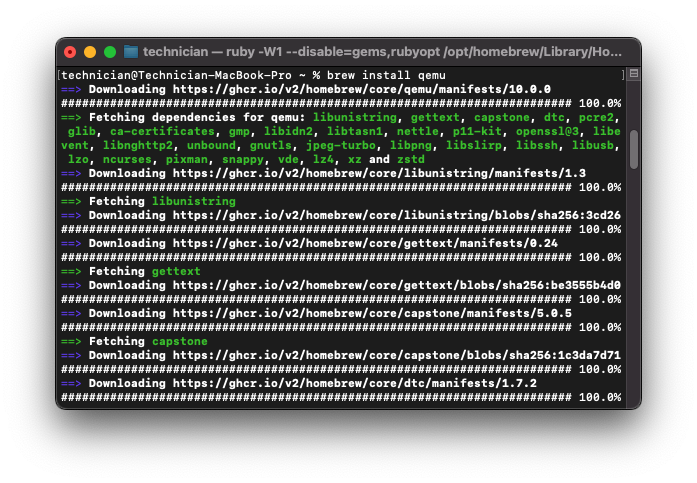 technician — ruby -W1 --disable=gems,rubyopt /opt/homebrew/Library/Ho...
[technician@Technician-MacBook-Pro ~ % brew install qemu ]
==> Downloading https://ghcr.io/v2/homebrew/core/qemu/manifests/10.0.0
######################################################################### 100.0%
==> Fetching dependencies for qemu: libunistring, gettext, capstone, dtc, pcre2,
 glib, ca-certificates, gmp, libidn2, libtasn1, nettle, p11-kit, openssl@3, libe
vent, libnghttp2, unbound, gnutls, jpeg-turbo, libpng, libslirp, libssh, libusb,
 lzo, ncurses, pixman, snappy, vde, lz4, xz and zstd
==> Downloading https://ghcr.io/v2/homebrew/core/libunistring/manifests/1.3
######################################################################### 100.0%
==> Fetching libunistring
==> Downloading https://ghcr.io/v2/homebrew/core/libunistring/blobs/sha256:3cd26
######################################################################### 100.0%
==> Downloading https://ghcr.io/v2/homebrew/core/gettext/manifests/0.24
######################################################################### 100.0%
==> Fetching gettext
==> Downloading https://ghcr.io/v2/homebrew/core/gettext/blobs/sha256:be3555b4d0
######################################################################### 100.0%
==> Downloading https://ghcr.io/v2/homebrew/core/capstone/manifests/5.0.5
######################################################################### 100.0%
==> Fetching capstone
==> Downloading https://ghcr.io/v2/homebrew/core/capstone/blobs/sha256:1c3da7d71
######################################################################### 100.0%
==> Downloading https://ghcr.io/v2/homebrew/core/dtc/manifests/1.7.2
######################################################################### 100.0%